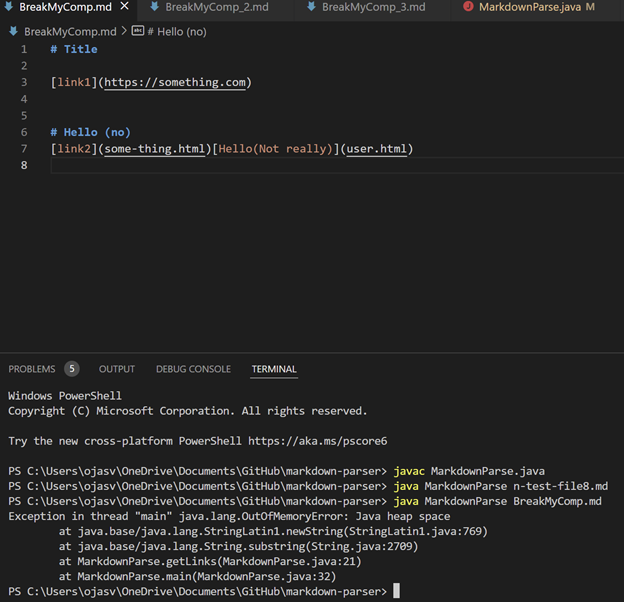 BreakMyComp.md × BreakMyComp_2.md BreakMyComp_3.md MarkdownParse.java M
BreakMyComp.md > abc # Hello (no)
1 # Title
2
3 [link1](https://something.com)
4
5
6 # Hello (no)
7 [link2](some-thing.html)[Hello(Not really)](user.html)
8
PROBLEMS 5 OUTPUT DEBUG CONSOLE TERMINAL
Windows PowerShell
Copyright (C) Microsoft Corporation. All rights reserved.
Try the new cross-platform PowerShell https://aka.ms/pscore6
PS C:\Users\ojasv\OneDrive\Documents\GitHub\markdown-parser> javac MarkdownParse.java
PS C:\Users\ojasv\OneDrive\Documents\GitHub\markdown-parser> java MarkdownParse n-test-file8.md
PS C:\Users\ojasv\OneDrive\Documents\GitHub\markdown-parser> java MarkdownParse BreakMyComp.md
Exception in thread "main" java.lang.OutOfMemoryError: Java heap space
at java.base/java.lang.StringLatin1.newString(StringLatin1.java:769)
at java.base/java.lang.String.substring(String.java:2709)
at MarkdownParse.getLinks(MarkdownParse.java:21)
at MarkdownParse.main(MarkdownParse.java:32)
PS C:\Users\ojasv\OneDrive\Documents\GitHub\markdown-parser>